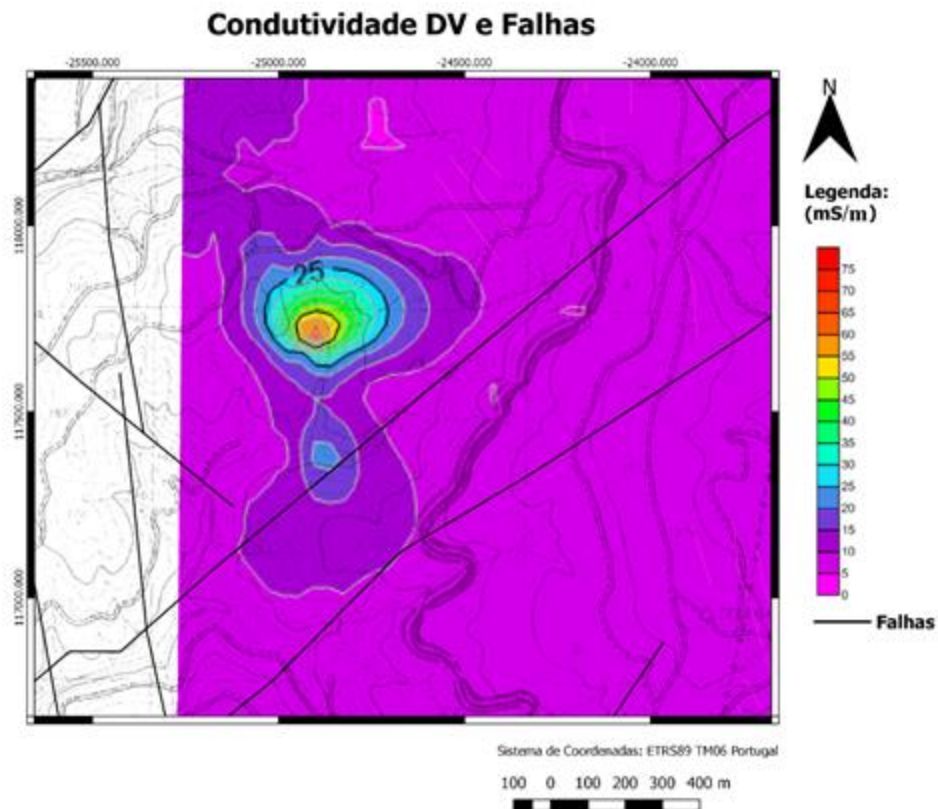 Condutividade DV e Falhas
-25500.000 -25000.000 -24500.000 -24000.000
N
Legenda:
(mS/m)
118000.000
117500.000
117000.000
25
75
70
65
60
55
50
45
40
35
30
25
20
15
10
5
0
Falhas
Sistema de Coordenadas: ETRS89 TM06 Portugal
100 0 100 200 300 400 m